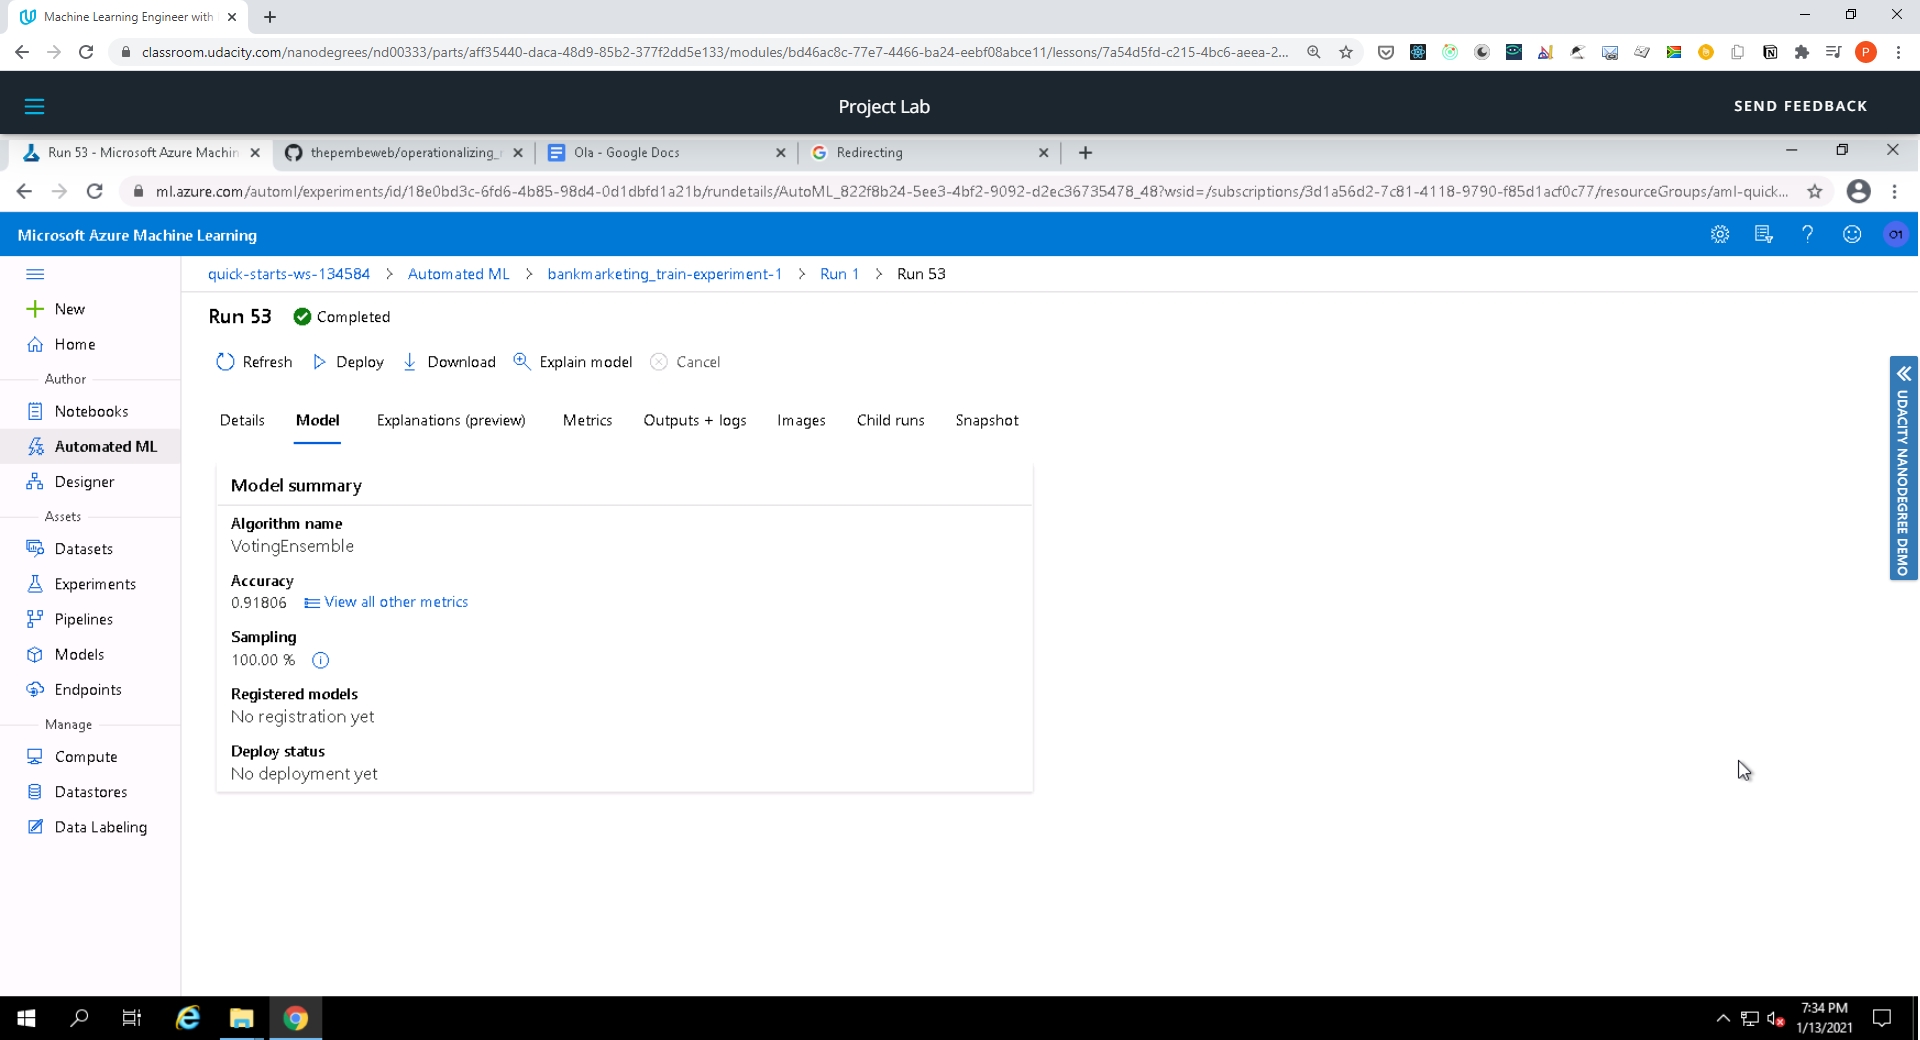 Machine Learning Engineer with
classroom.udacity.com/nanodegrees/nd00333/parts/aff35440-daca-48d9-85b2-377f2dd5e133/modules/bd46ac8c-77e7-4466-ba24-eebf08abce11/lessons/7a54d5fd-c215-4bc6-aeea-2...
P
Project Lab
SEND FEEDBACK
Run 53 - Microsoft Azure Machin
thepembeweb/operationalizing_
Ola - Google Docs
Redirecting
ml.azure.com/automl/experiments/id/18e0bd3c-6fd6-4b85-98d4-0d1dbfd1a21b/rundetails/AutoML_822f8b24-5ee3-4bf2-9092-d2ec36735478_48?wsid=/subscriptions/3d1a56d2-7c81-4118-9790-f85d1acf0c77/resourceGroups/aml-quick...
Microsoft Azure Machine Learning
O1
quick-starts-ws-134584 > Automated ML > bankmarketing_train-experiment-1 > Run 1 > Run 53
New
Home
Author
Notebooks
Automated ML
Designer
Assets
Datasets
Experiments
Pipelines
Models
Endpoints
Manage
Compute
Datastores
Data Labeling
Run 53 Completed
Refresh Deploy Download Explain model Cancel
Details Model Explanations (preview) Metrics Outputs + logs Images Child runs Snapshot
Model summary
Algorithm name
VotingEnsemble
Accuracy
0.91806 View all other metrics
Sampling
100.00 %
Registered models
No registration yet
Deploy status
No deployment yet
UDACITY NANODEGREE DEMO
7:34 PM
1/13/2021